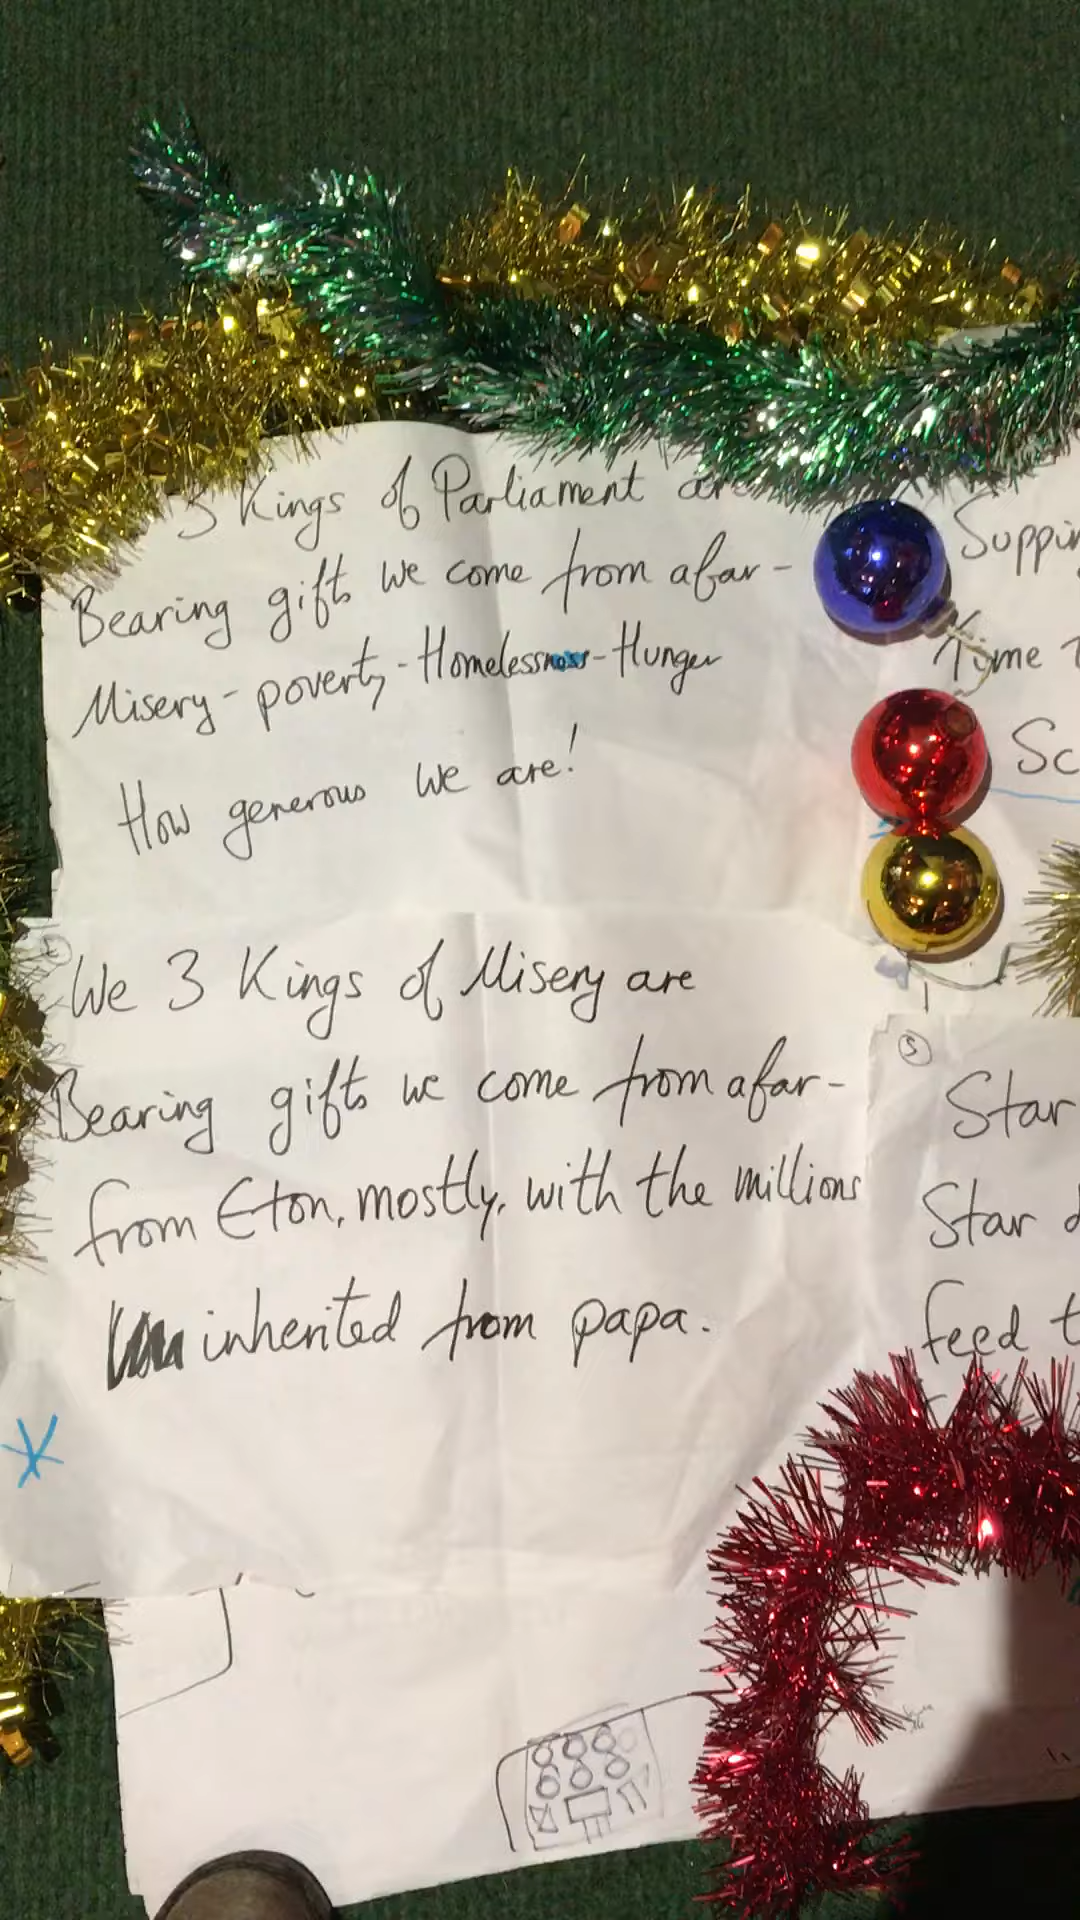 3 Kings of Parliament are
Bearing gifts we come from afar-
Misery-poverty-Homelessness-Hunger
How generous we are!
We 3 Kings of Misery are
Bearing gifts we come from afar-
from Eton, mostly, with the millions
inherited from papa.
Time
3
Star
Star
feed